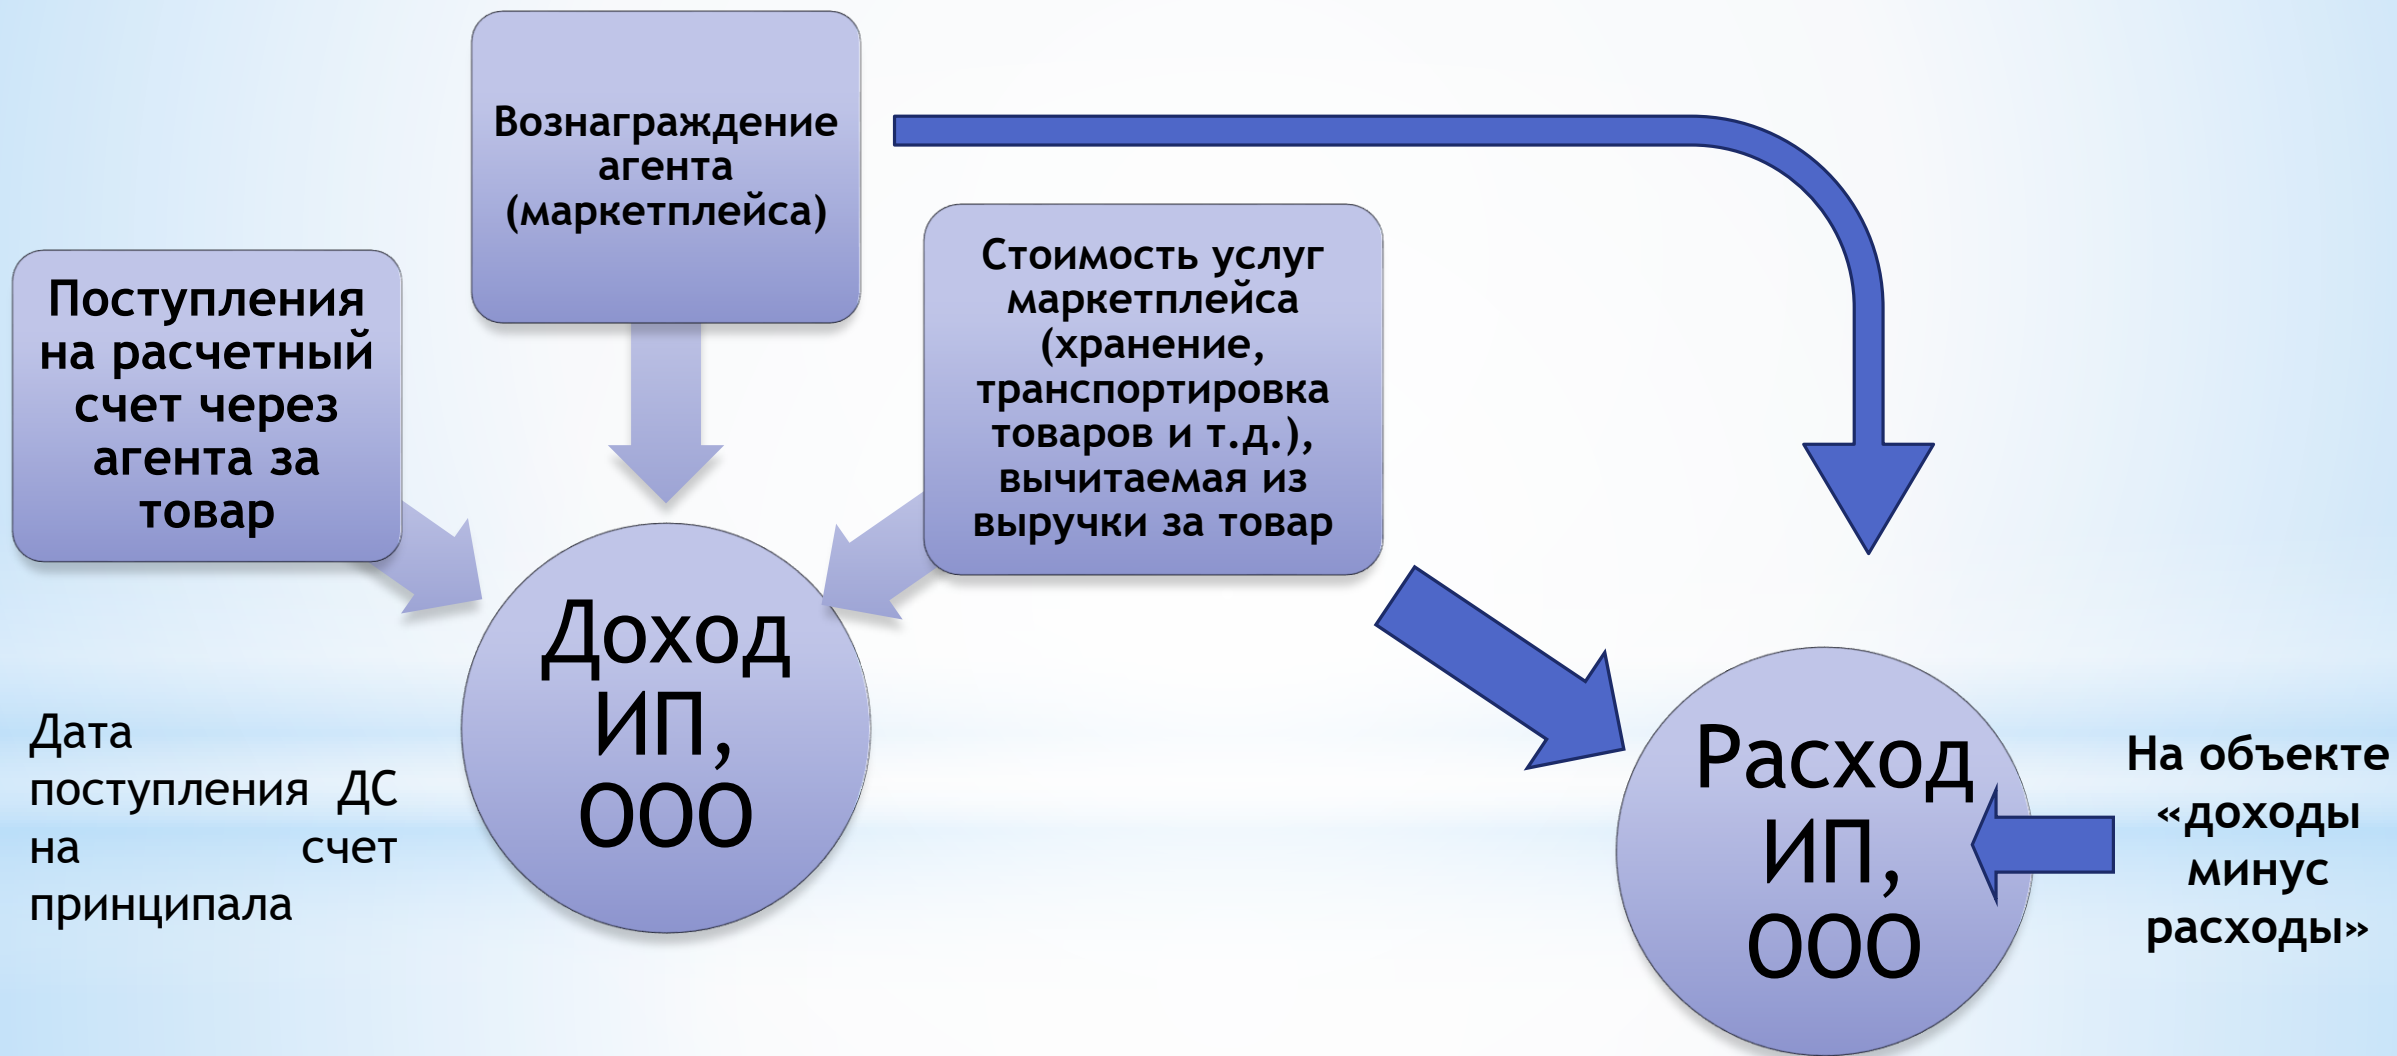 Вознаграждение
агента
(маркетплейса)
Поступления
на расчетный
счет через
агента за
товар
Стоимость услуг
маркетплейса
(хранение,
транспортировка
товаров и т.д.),
вычитаемая из
выручки за товар
Доход
ИП,
ООО
Дата
поступления ДС
на счет
принципала
Расход
ИП,
ООО
На объекте
«доходы
минус
расходы»